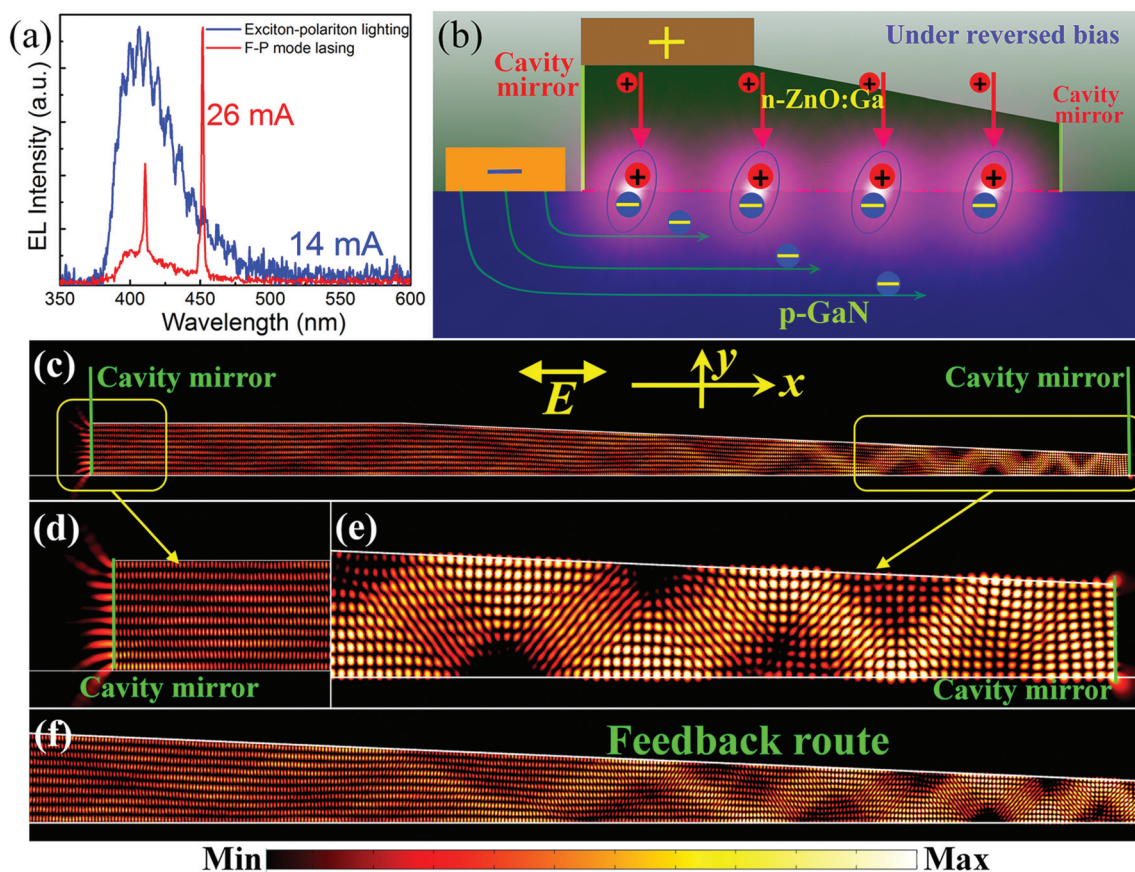 (a)
Exciton-polariton lighting
F-P mode lasing
26 mA
14 mA
EL Intensity (a.u.)
350 400 450 500 550 600
Wavelength (nm)
(b)
+
Under reversed bias
Cavity
mirror
n-ZnO:Ga
Cavity
mirror
+ + + +
−
+ + + +
− − − −
− − −
p-GaN
(c)
Cavity mirror
E
y
x
Cavity mirror
(d)
Cavity mirror
(e)
Cavity mirror
(f)
Feedback route
Min
Max